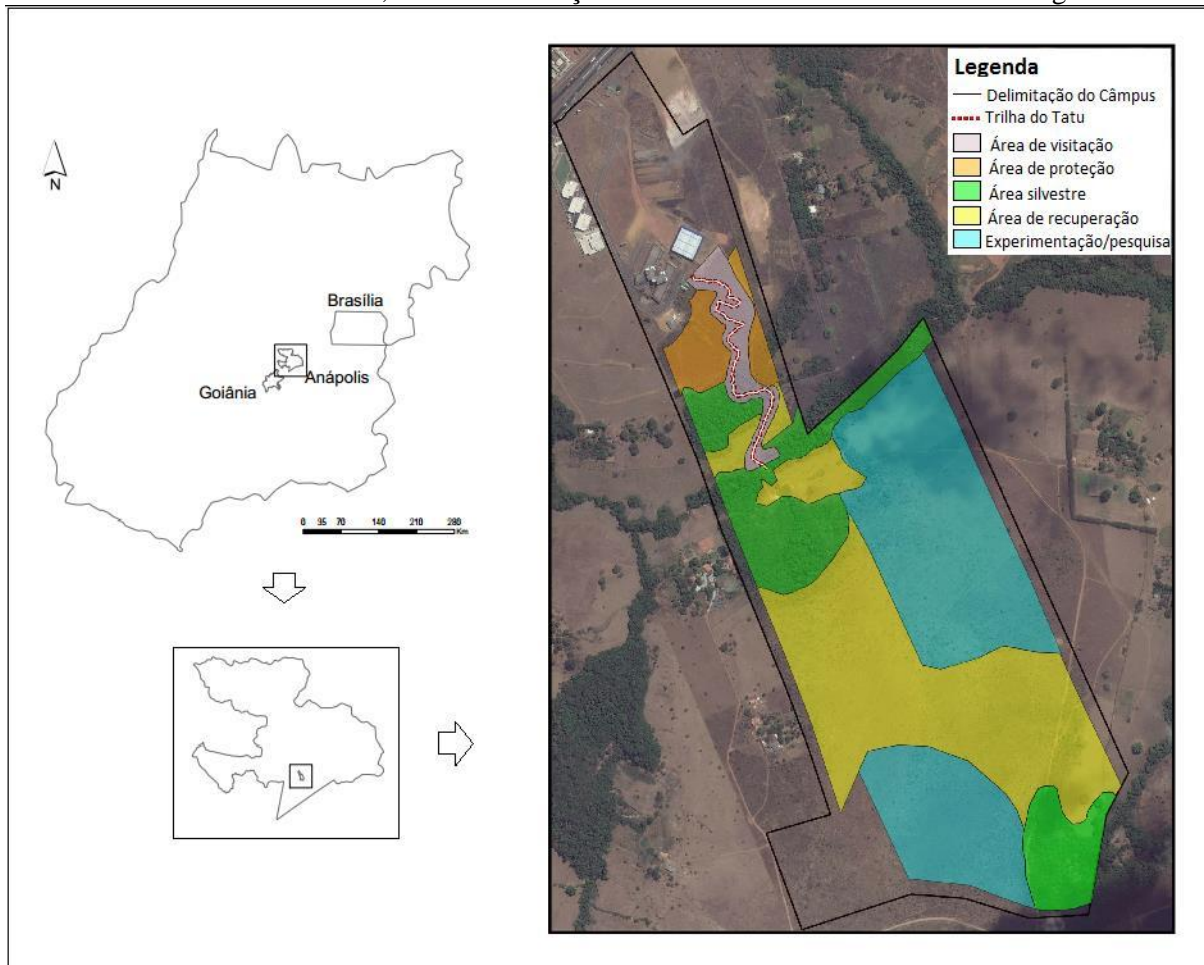 N
Brasília
Anápolis
Goiânia
0 95 70 140 210 280
Km
Legenda
Delimitação do Câmpus
Trilha do Tatu
Área de visitação
Área de proteção
Área silvestre
Área de recuperação
Experimentação/pesquisa